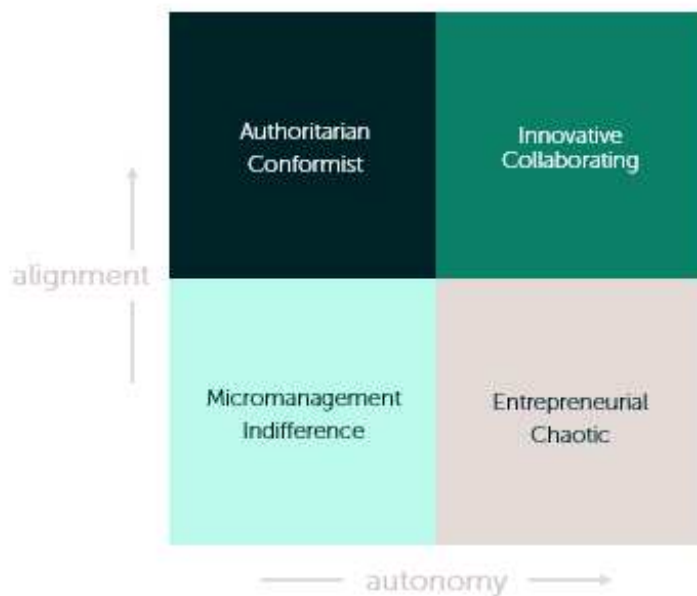 Authoritarian
Conformist
Innovative
Collaborating
alignment
Micromanagement
Indifference
Entrepreneurial
Chaotic
autonomy